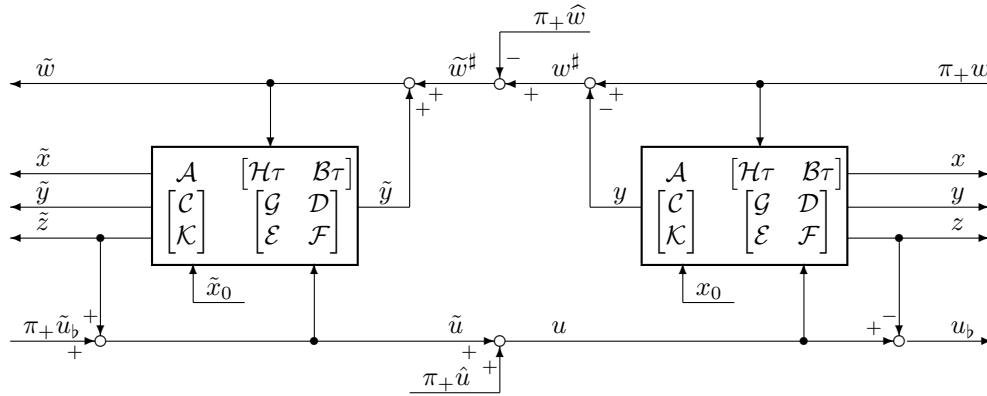 π₊ŵ
w̃ w̃♯ − w♯ π₊w
+ + + − +
x̃ 𝒜 [ℋτ ℬτ] 𝒜 [ℋτ ℬτ] x
ỹ [𝒞 𝒦] [𝒢 𝒟 ℰ ℱ] ỹ y [𝒞 𝒦] [𝒢 𝒟 ℰ ℱ] y
z̃ z
x̃₀ x₀
+ −
π₊ũ♭ ũ u + u♭
+ + +
π₊û